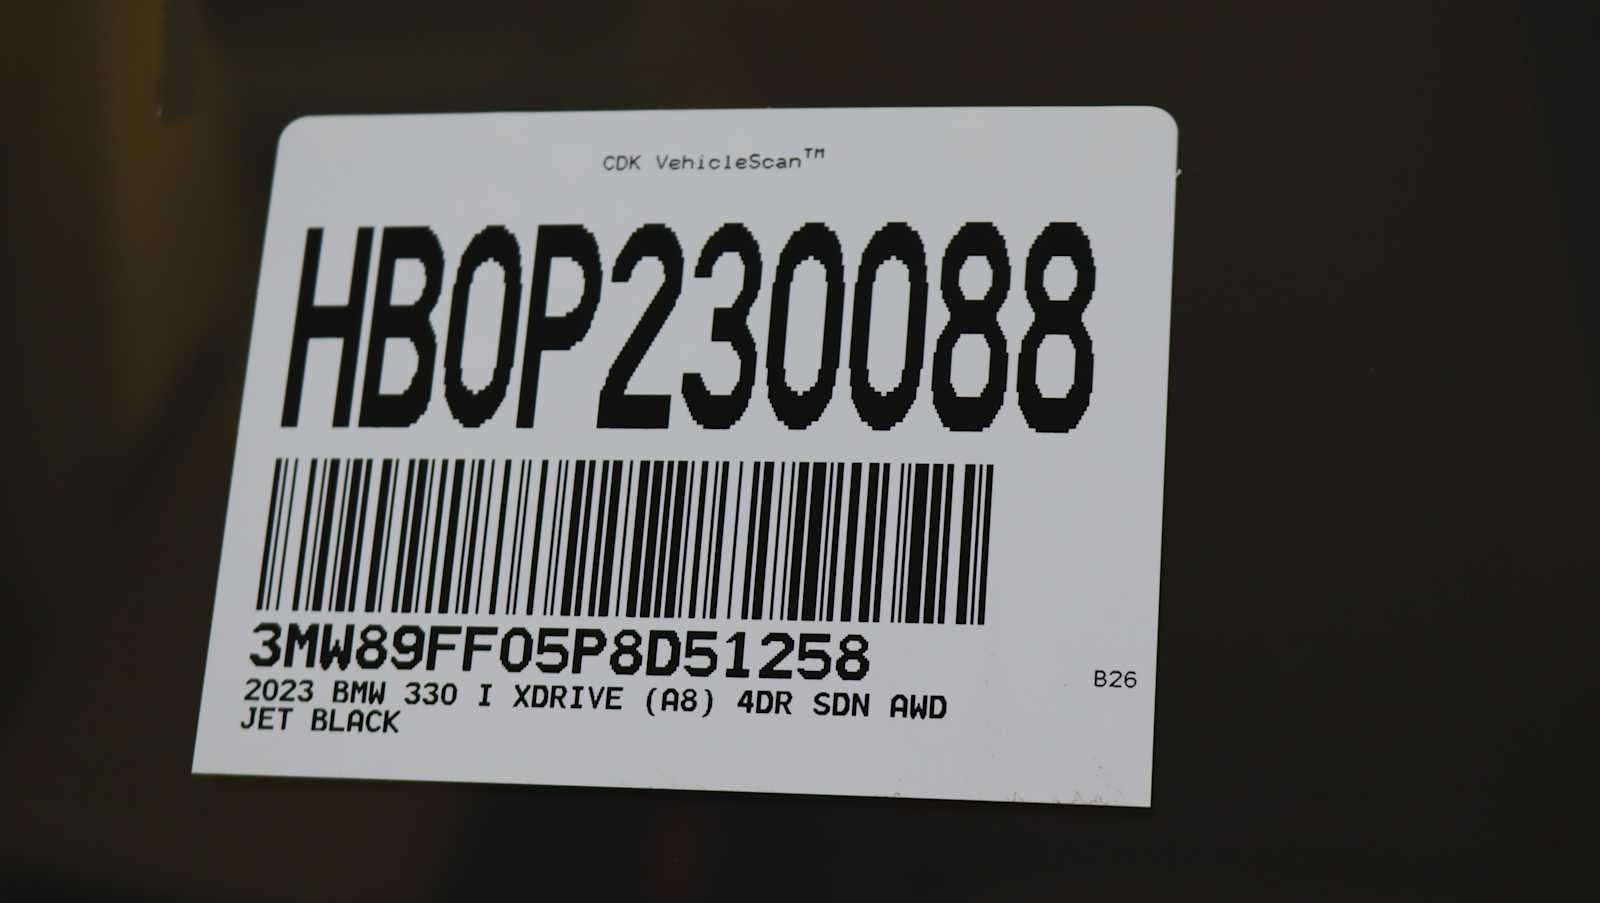 CDK VehicleScan™
HBOP230088
3MW89FF05P8D51258
2023 BMW 330 I XDRIVE (A8) 4DR SDN AWD
JET BLACK
B26